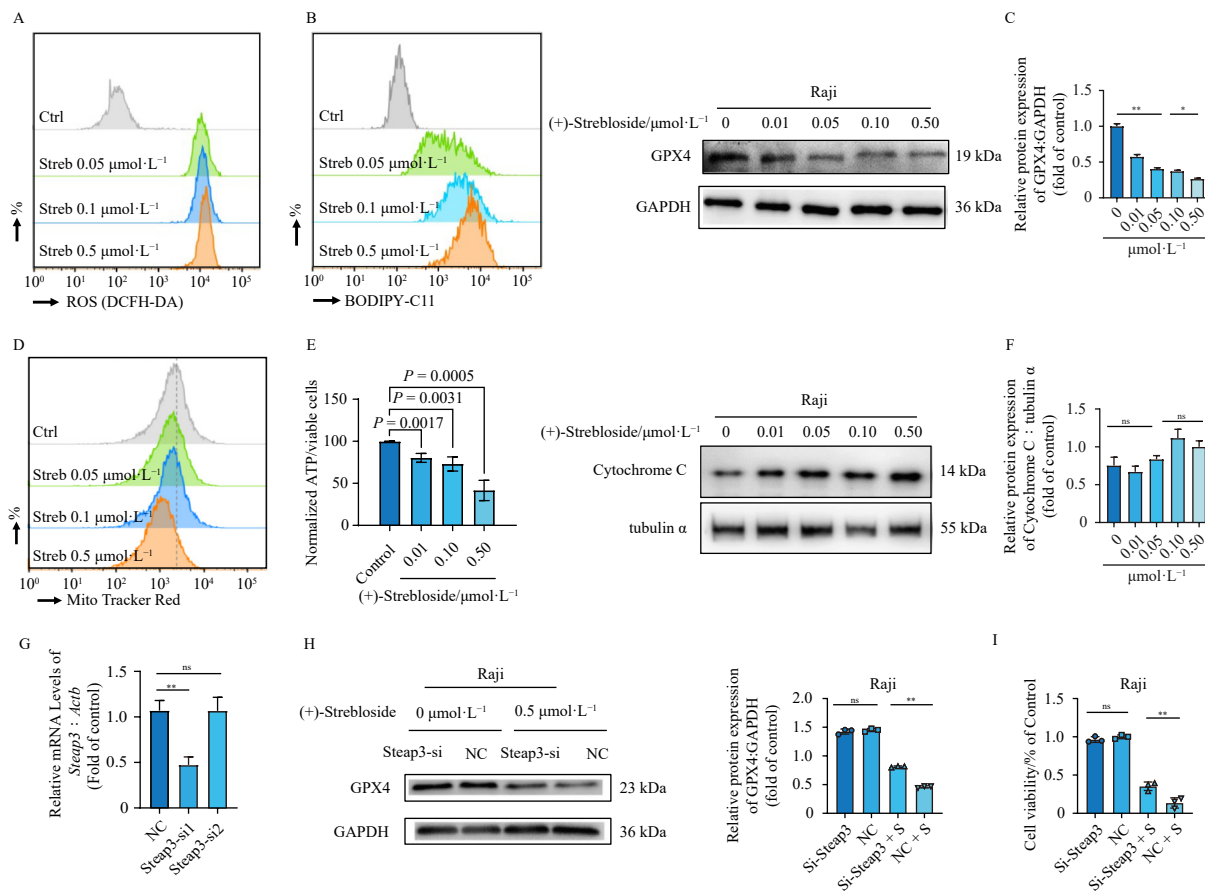 A
Ctrl
Streb 0.05 μmol·L⁻¹
Streb 0.1 μmol·L⁻¹
Streb 0.5 μmol·L⁻¹
%
10⁰ 10² 10³ 10⁴ 10⁵
ROS (DCFH-DA)
B
Ctrl
Streb 0.05 μmol·L⁻¹
Streb 0.1 μmol·L⁻¹
Streb 0.5 μmol·L⁻¹
%
10⁰ 10² 10³ 10⁴ 10⁵
BODIPY-C11
Raji
(+)-Strebloside/μmol·L⁻¹ 0 0.01 0.05 0.10 0.50
GPX4 19 kDa
GAPDH 36 kDa
C
Relative protein expression
of GPX4:GAPDH
(fold of control)
1.5
1.0
0.5
0
** *
0 0.01 0.05 0.10 0.50
μmol·L⁻¹
D
Ctrl
Streb 0.05 μmol·L⁻¹
Streb 0.1 μmol·L⁻¹
Streb 0.5 μmol·L⁻¹
%
10⁰ 10² 10³ 10⁴ 10⁵
Mito Tracker Red
E
Normalized ATP/viable cells
150
100
75
50
0
P = 0.0005
P = 0.0031
P = 0.0017
Control 0.01 0.10 0.50
(+)-Strebloside/μmol·L⁻¹
Raji
(+)-Strebloside/μmol·L⁻¹ 0 0.01 0.05 0.10 0.50
Cytochrome C 14 kDa
tubulin α 55 kDa
F
Relative protein expression
of Cytochrome C：tubulin α
(fold of control)
1.5
1.0
0.5
0
ns ns
0 0.01 0.05 0.10 0.50
μmol·L⁻¹
G
Relative mRNA Levels of
Steap3：Actb
(Fold of control)
1.5
1.0
0.5
0
ns
**
NC Steap3-si1 Steap3-si2
H
Raji
(+)-Strebloside 0 μmol·L⁻¹ 0.5 μmol·L⁻¹
Steap3-si NC Steap3-si NC
GPX4 23 kDa
GAPDH 36 kDa
Raji
Relative protein expression
of GPX4:GAPDH
(fold of control)
2.0
1.5
1.0
0.5
0
ns **
Si-Steap3 NC Si-Steap3 + S NC + S
I
Raji
Cell viability/% of Control
1.5
1.0
0.5
0
ns **
Si-Steap3 NC Si-Steap3 + S NC + S